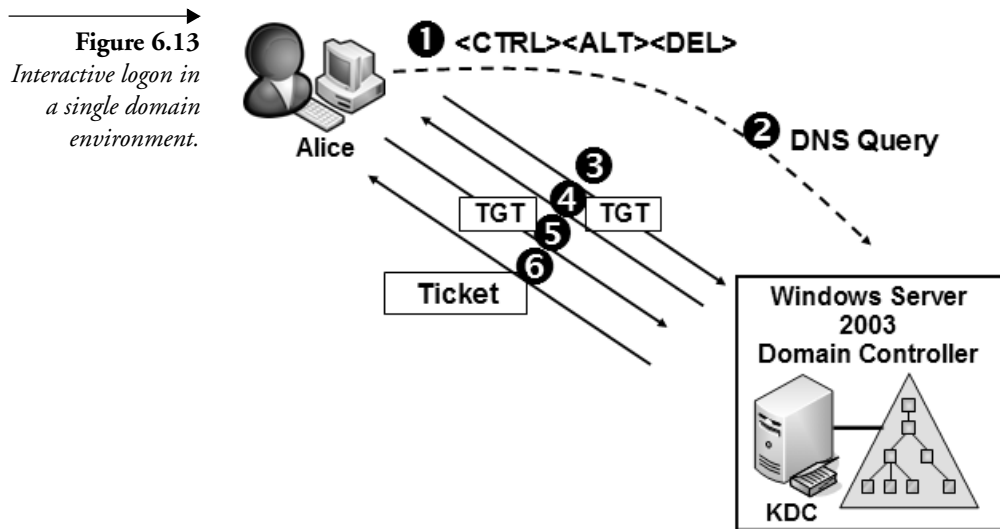 Figure 6.13
Interactive logon in
a single domain
environment.
1 <CTRL><ALT><DEL>
2 DNS Query
Alice
3
4
TGT
TGT
5
6
Ticket
Windows Server
2003
Domain Controller
KDC